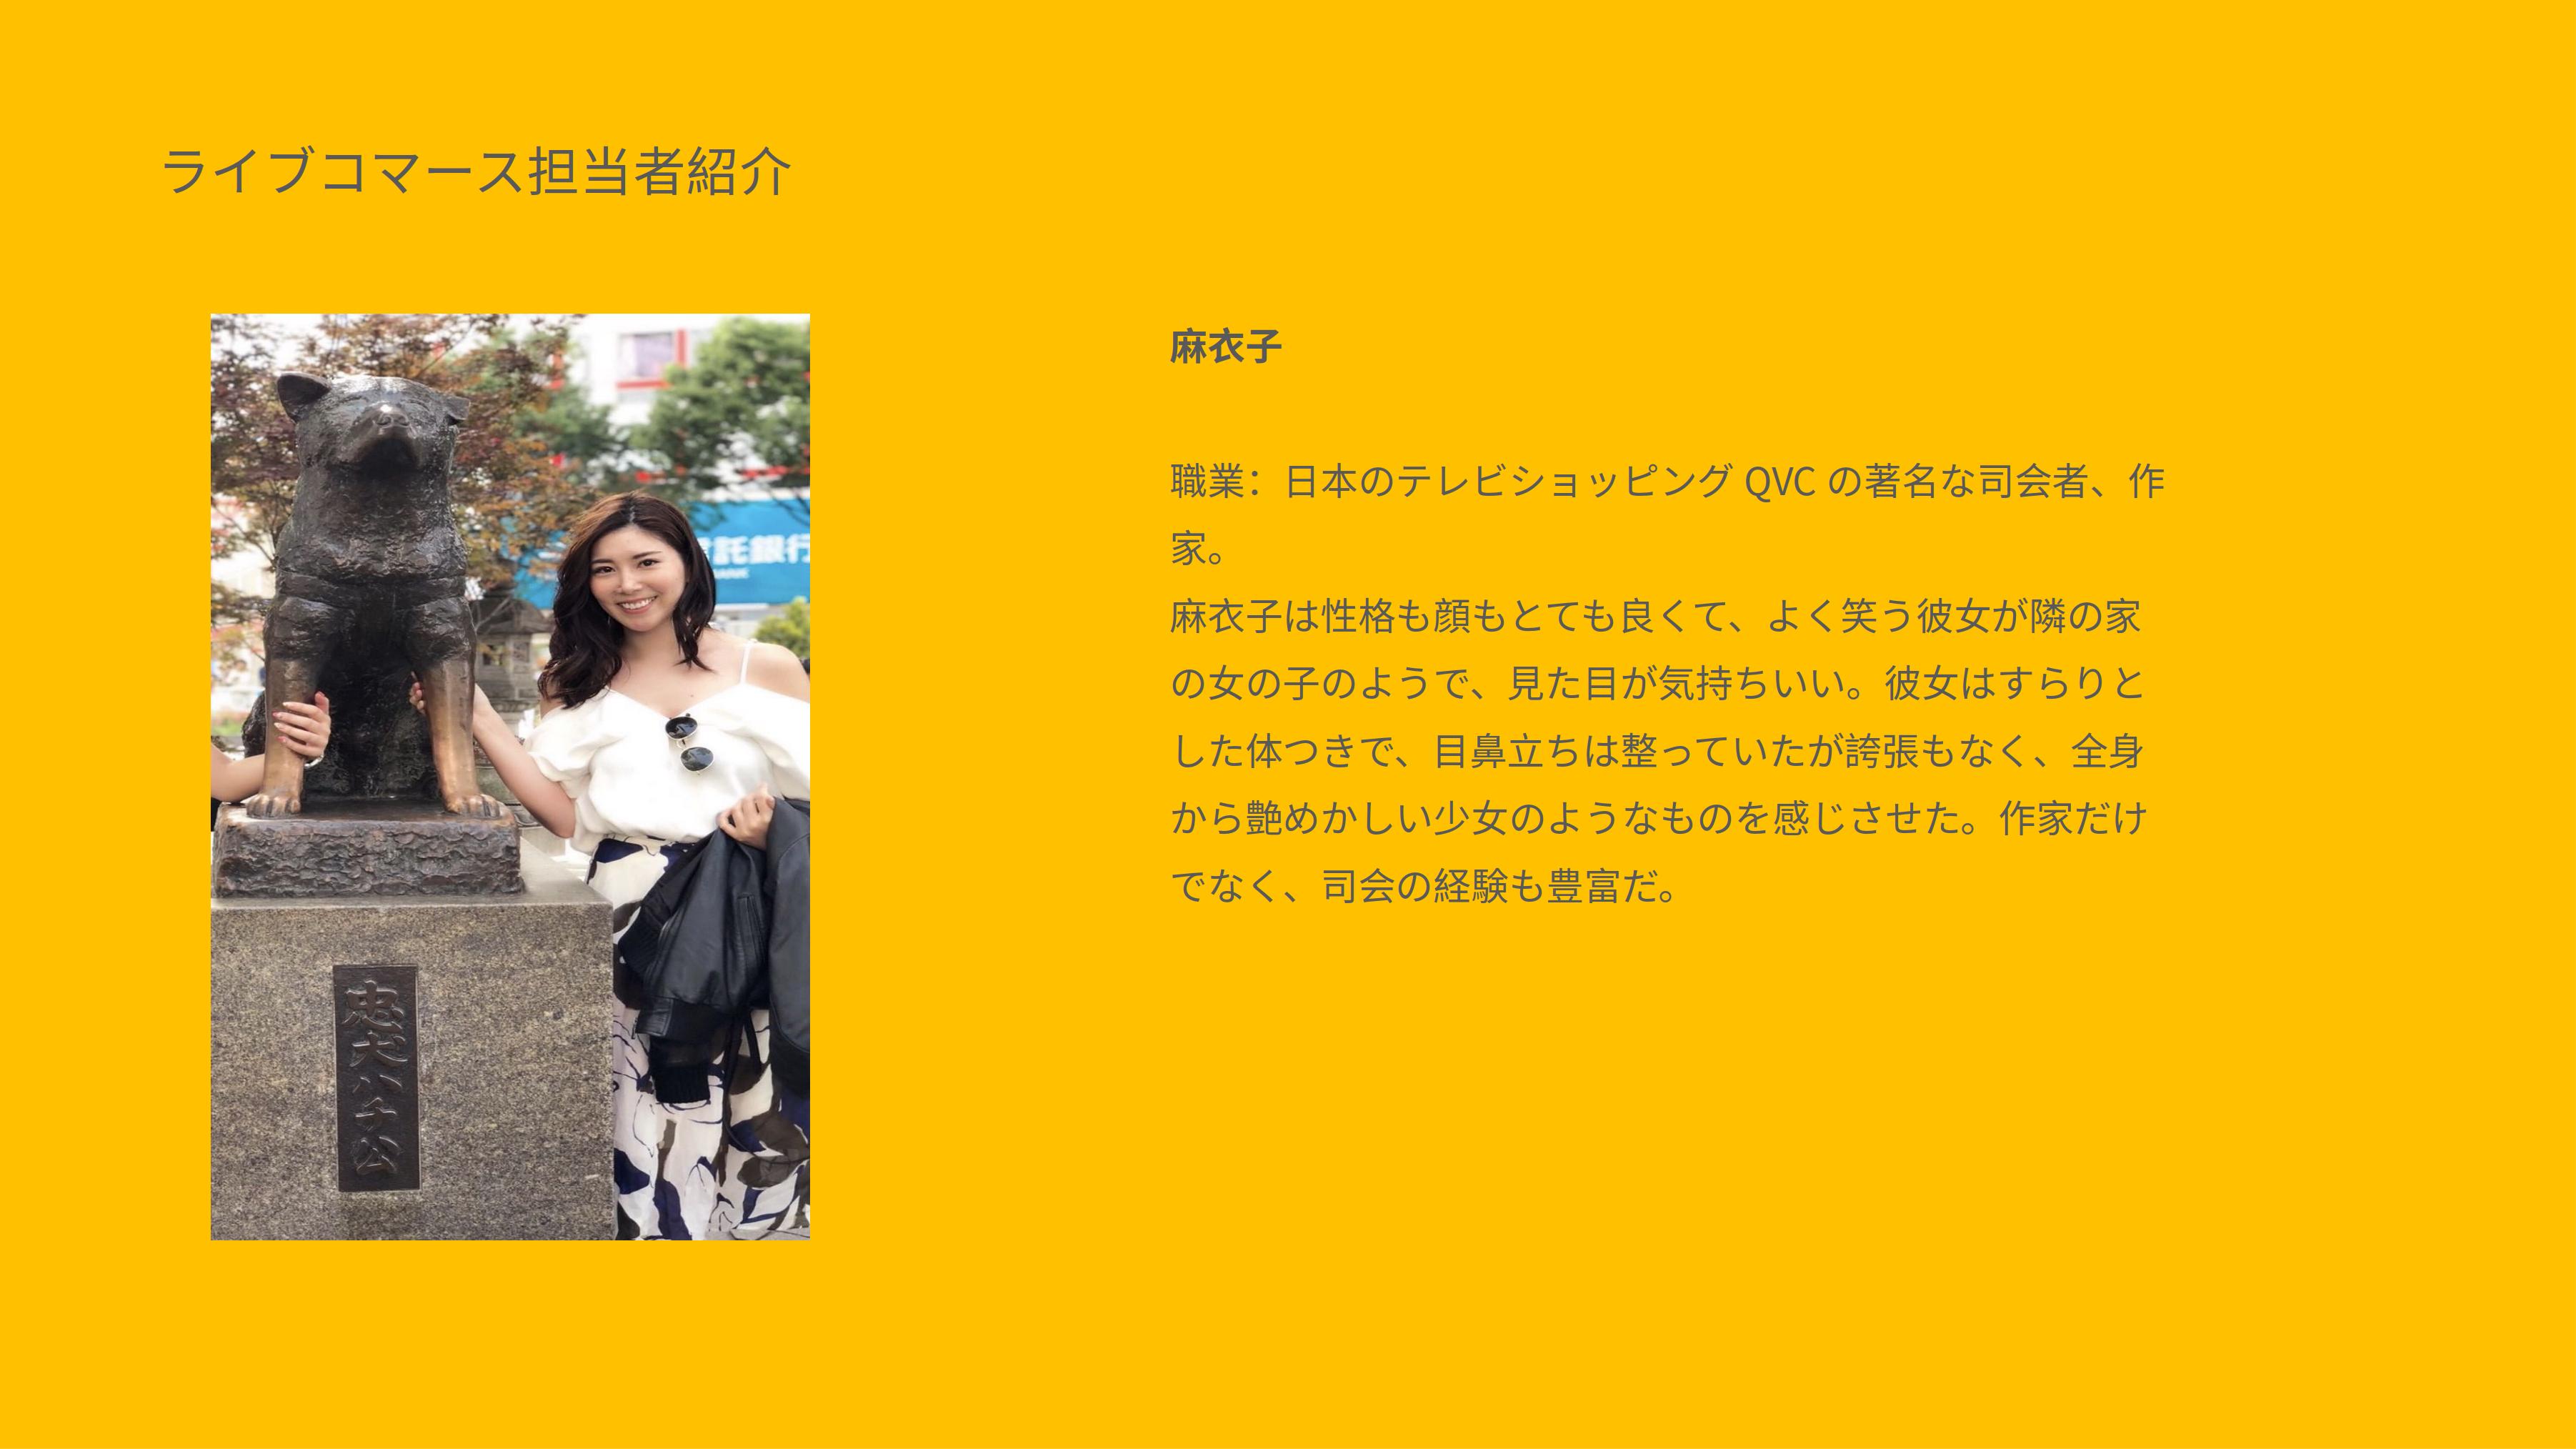 ライブコマース担当者紹介
麻衣子
職業：日本のテレビショッピング QVC の著名な司会者、作
家。
麻衣子は性格も顔もとても良くて、よく笑う彼女が隣の家
の女の子のようで、見た目が気持ちいい。彼女はすらりと
した体つきで、目鼻立ちは整っていたが誇張もなく、全身
から艶めかしい少女のようなものを感じさせた。作家だけ
でなく、司会の経験も豊富だ。
託銀行
BANK
忠犬ハチ公